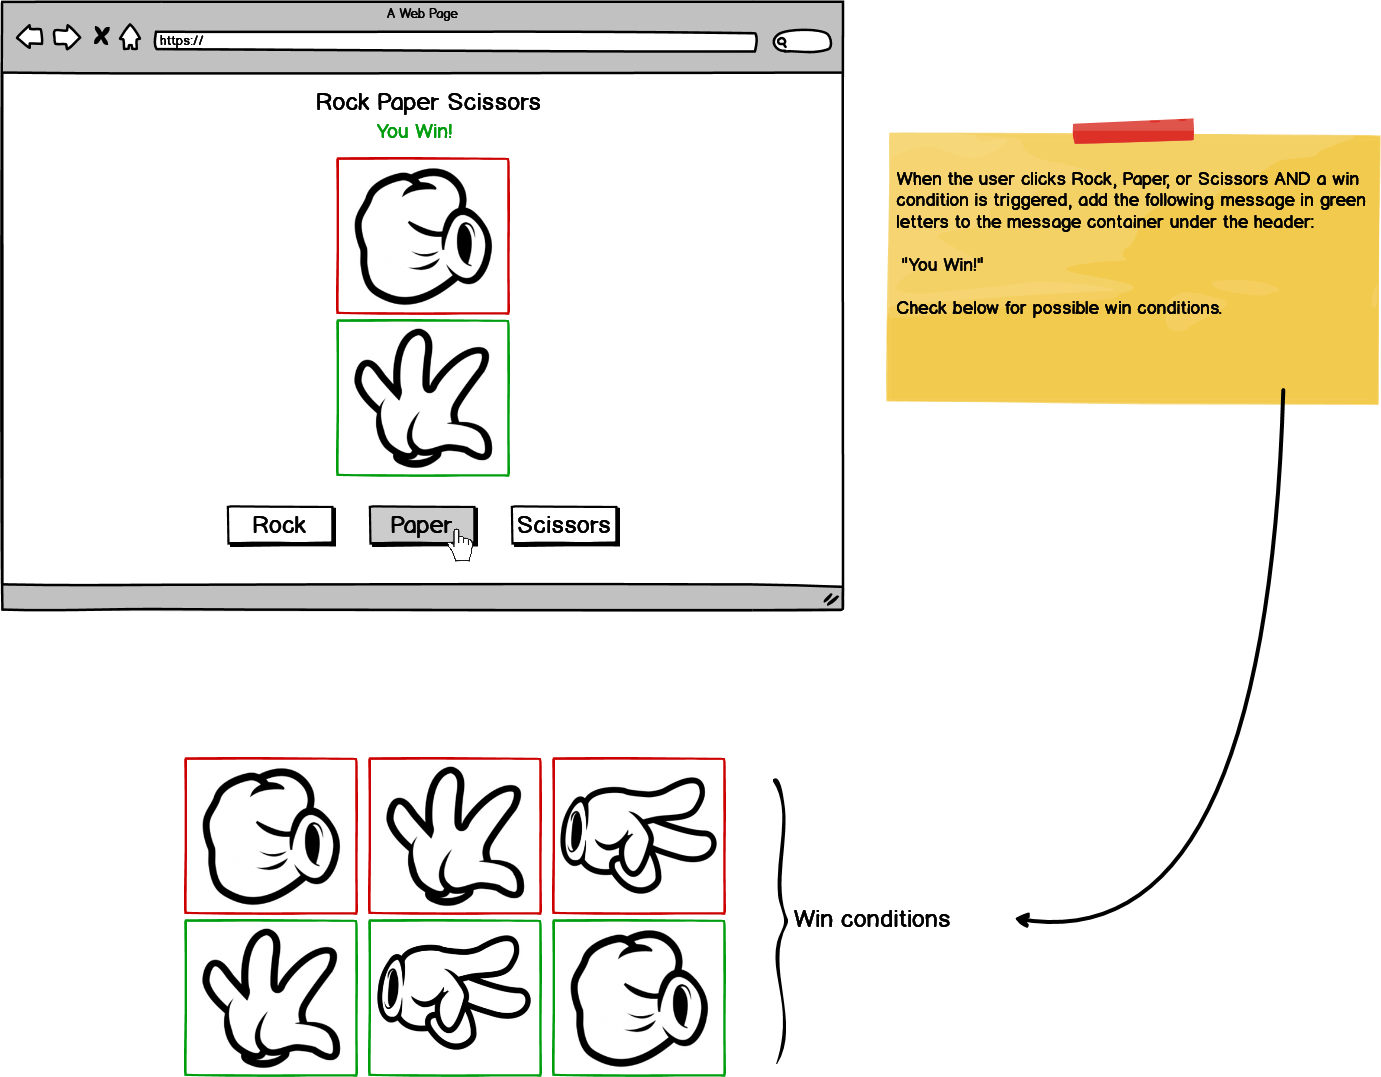 A Web Page
https://
Rock Paper Scissors
You Win!
Rock
Paper
Scissors
When the user clicks Rock, Paper, or Scissors AND a win
condition is triggered, add the following message in green
letters to the message container under the header:
"You Win!"
Check below for possible win conditions.
Win conditions